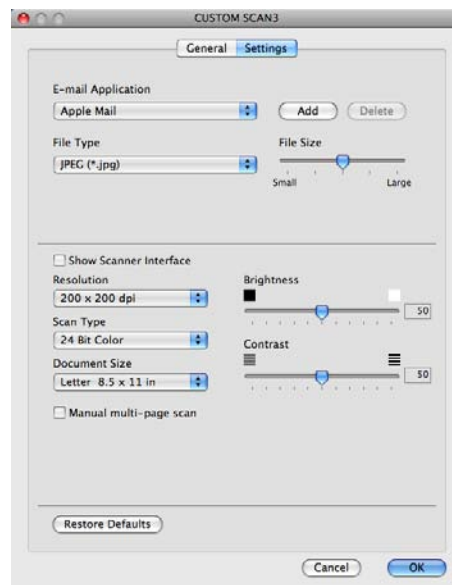 CUSTOM SCAN3
General Settings
E-mail Application
Apple Mail Add Delete
File Type File Size
JPEG (*.jpg)
Small Large
Show Scanner Interface
Resolution Brightness
200 x 200 dpi
50
Scan Type
24 Bit Color
Contrast
Document Size
Letter 8.5 x 11 in 50
Manual multi-page scan
Restore Defaults
Cancel OK